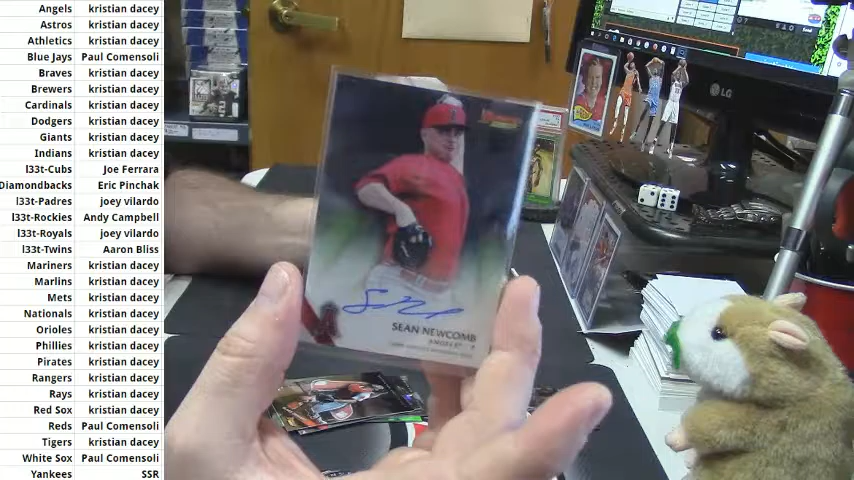 Angels kristian dacey
Astros kristian dacey
Athletics kristian dacey
Blue Jays Paul Comensoli
Braves kristian dacey
Brewers kristian dacey
Cardinals kristian dacey
Dodgers kristian dacey
Giants kristian dacey
Indians kristian dacey
l33t-Cubs Joe Ferrara
Diamondbacks Eric Pinchak
l33t-Padres joey vilardo
l33t-Rockies Andy Campbell
l33t-Royals joey vilardo
l33t-Twins Aaron Bliss
Mariners kristian dacey
Marlins kristian dacey
Mets kristian dacey
Nationals kristian dacey
Orioles kristian dacey
Phillies kristian dacey
Pirates kristian dacey
Rangers kristian dacey
Rays kristian dacey
Red Sox kristian dacey
Reds Paul Comensoli
Tigers kristian dacey
White Sox Paul Comensoli
Yankees SSR
SEAN NEWCOMB
LG